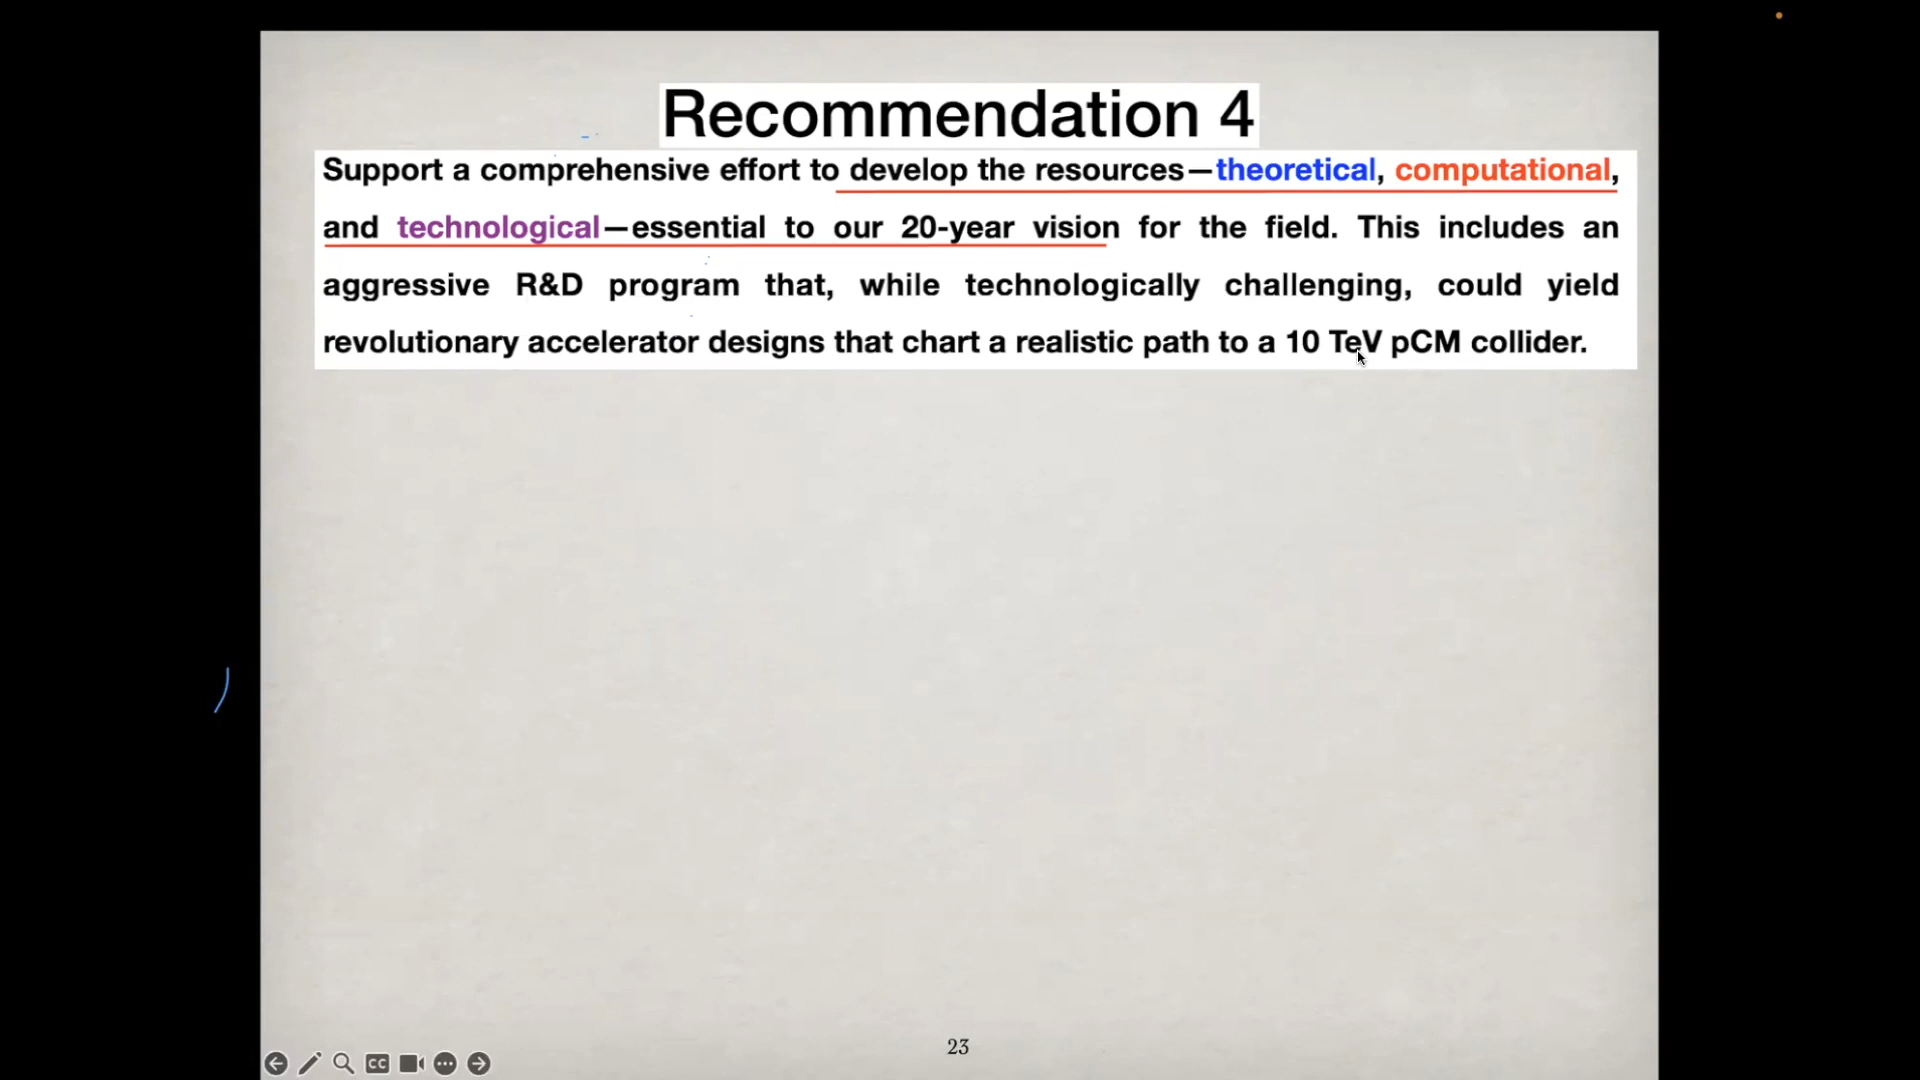 Recommendation 4
Support a comprehensive effort to develop the resources—theoretical, computational,
and technological—essential to our 20-year vision for the field. This includes an
aggressive R&D program that, while technologically challenging, could yield
revolutionary accelerator designs that chart a realistic path to a 10 TeV pCM collider.
23
CC